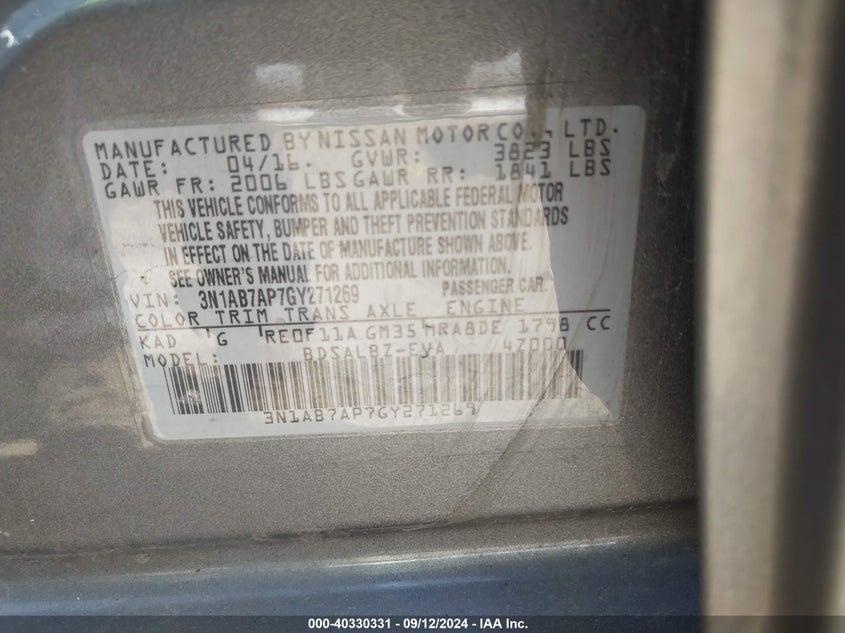 MANUFACTURED BY NISSAN MOTOR CO., LTD.
DATE: 04/16. GVWR: 3823 LBS
GAWR FR: 2006 LBS GAWR RR: 1841 LBS
THIS VEHICLE CONFORMS TO ALL APPLICABLE FEDERAL MOTOR
VEHICLE SAFETY, BUMPER AND THEFT PREVENTION STANDARDS
IN EFFECT ON THE DATE OF MANUFACTURE SHOWN ABOVE.
SEE OWNER'S MANUAL FOR ADDITIONAL INFORMATION.
VIN: 3N1AB7AP7GY271269 PASSENGER CAR
COLOR TRIM TRANS AXLE ENGINE
KAD G RE0F11A GM35 MRA8DE 1798 CC
MODEL: BDSALBZ-EVA 4Z000
3N1AB7AP7GY271269
000-40330331 - 09/12/2024 - IAA Inc.